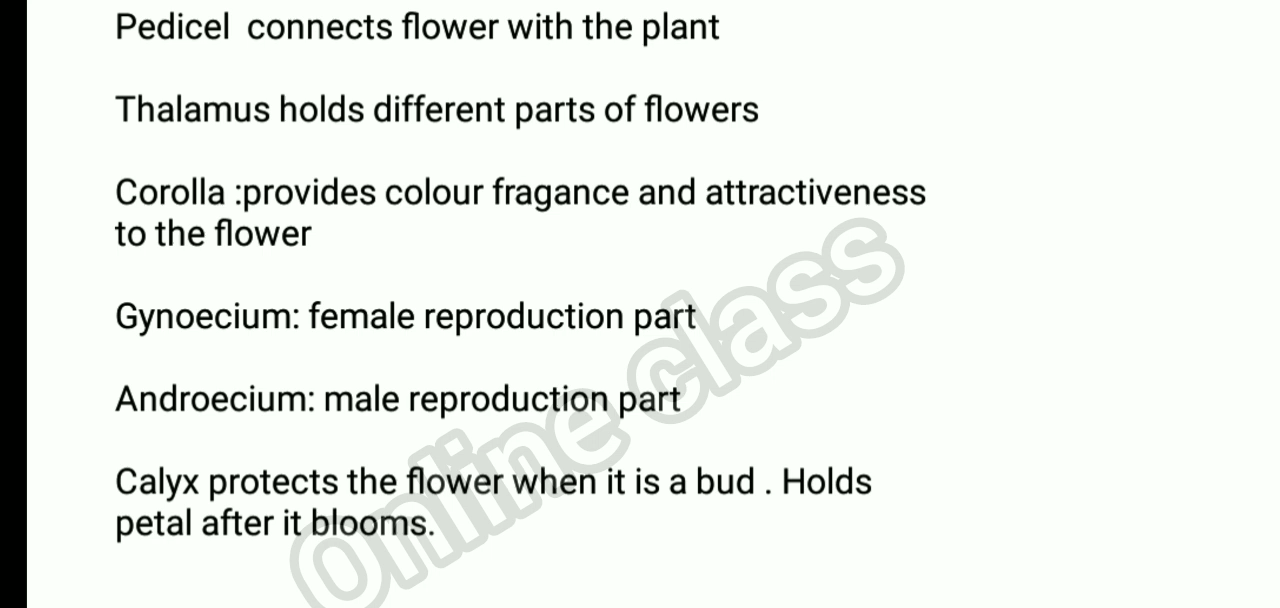 Pedicel  connects flower with the plant
Thalamus holds different parts of flowers
Corolla :provides colour fragance and attractiveness
to the flower
Gynoecium: female reproduction part
Androecium: male reproduction part
Calyx protects the flower when it is a bud . Holds
petal after it blooms.
Online class